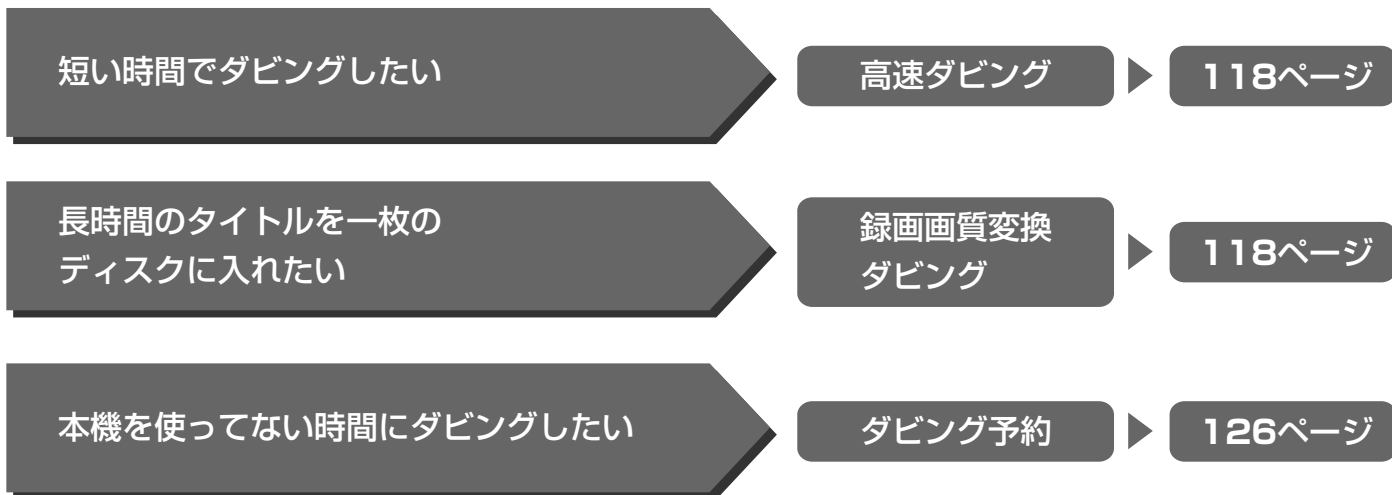 短い時間でダビングしたい
高速ダビング
118ページ
長時間のタイトルを一枚の
ディスクに入れたい
録画画質変換
ダビング
118ページ
本機を使ってない時間にダビングしたい
ダビング予約
126ページ